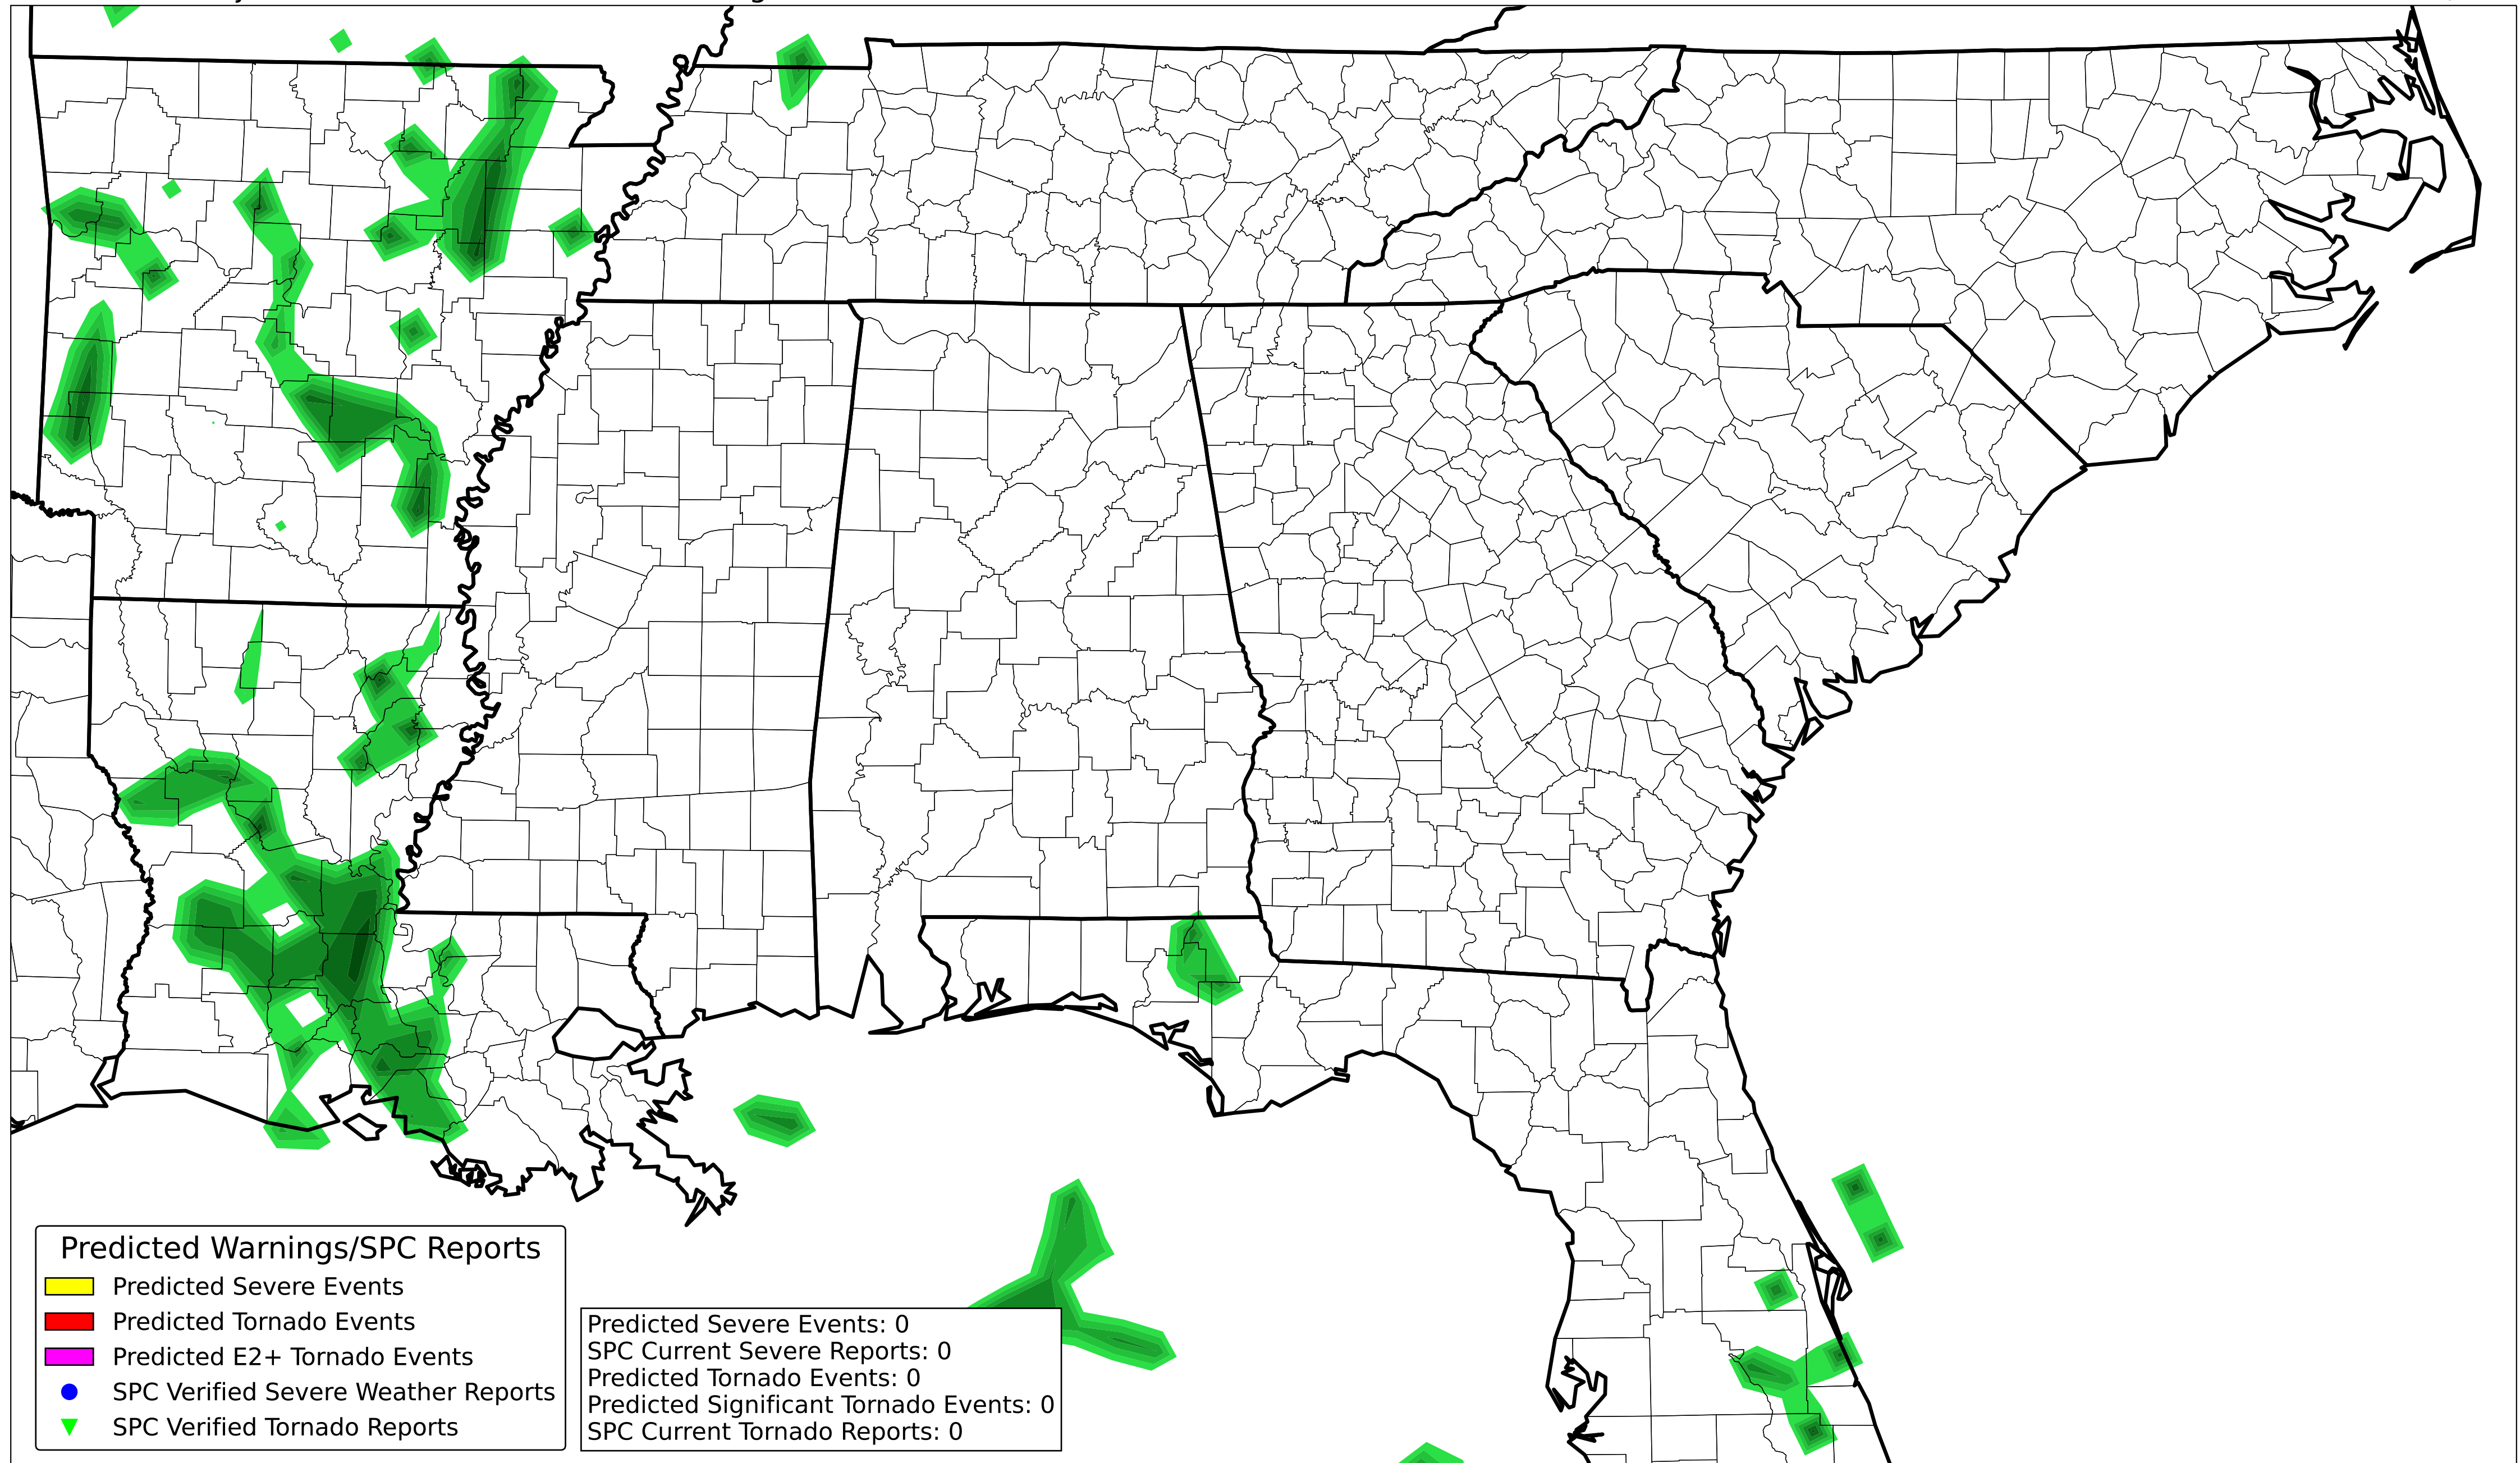 Predicted Warnings/SPC Reports
Predicted Severe Events
Predicted Tornado Events
Predicted E2+ Tornado Events
SPC Verified Severe Weather Reports
SPC Verified Tornado Reports
Predicted Severe Events: 0
SPC Current Severe Reports: 0
Predicted Tornado Events: 0
Predicted Significant Tornado Events: 0
SPC Current Tornado Reports: 0